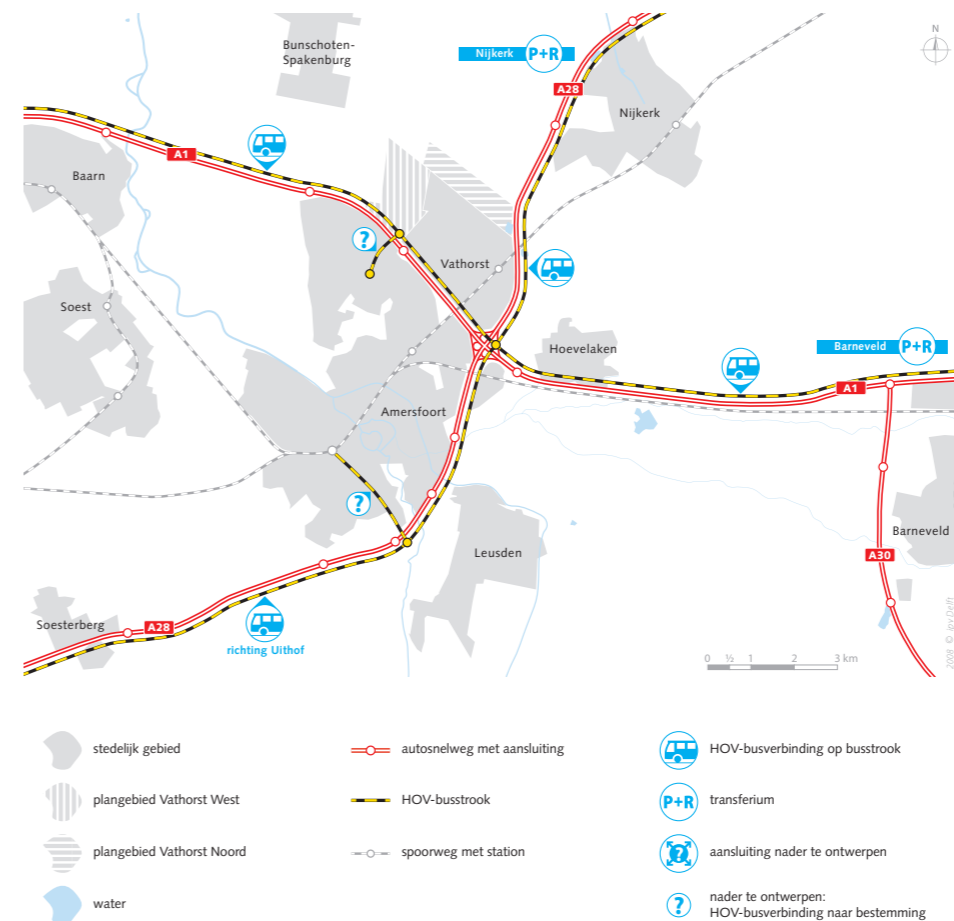 Bunschoten-
Spakenburg
Nijkerk P+R
N
A28
Nijkerk
A1
Baarn
?
Vathorst
Soest
Hoevelaken
Barneveld P+R
A1
Amersfoort
?
Leusden
Barneveld
A30
Soesterberg
A28
richting Uithof
0 ½ 1 2 3 km
2008 © Ipv Delft
stedelijk gebied
autosnelweg met aansluiting
HOV-busverbinding op busstrook
plangebied Vathorst West
HOV-busstrook
P+R transferium
plangebied Vathorst Noord
spoorweg met station
? aansluiting nader te ontwerpen
water
? nader te ontwerpen:
HOV-busverbinding naar bestemming